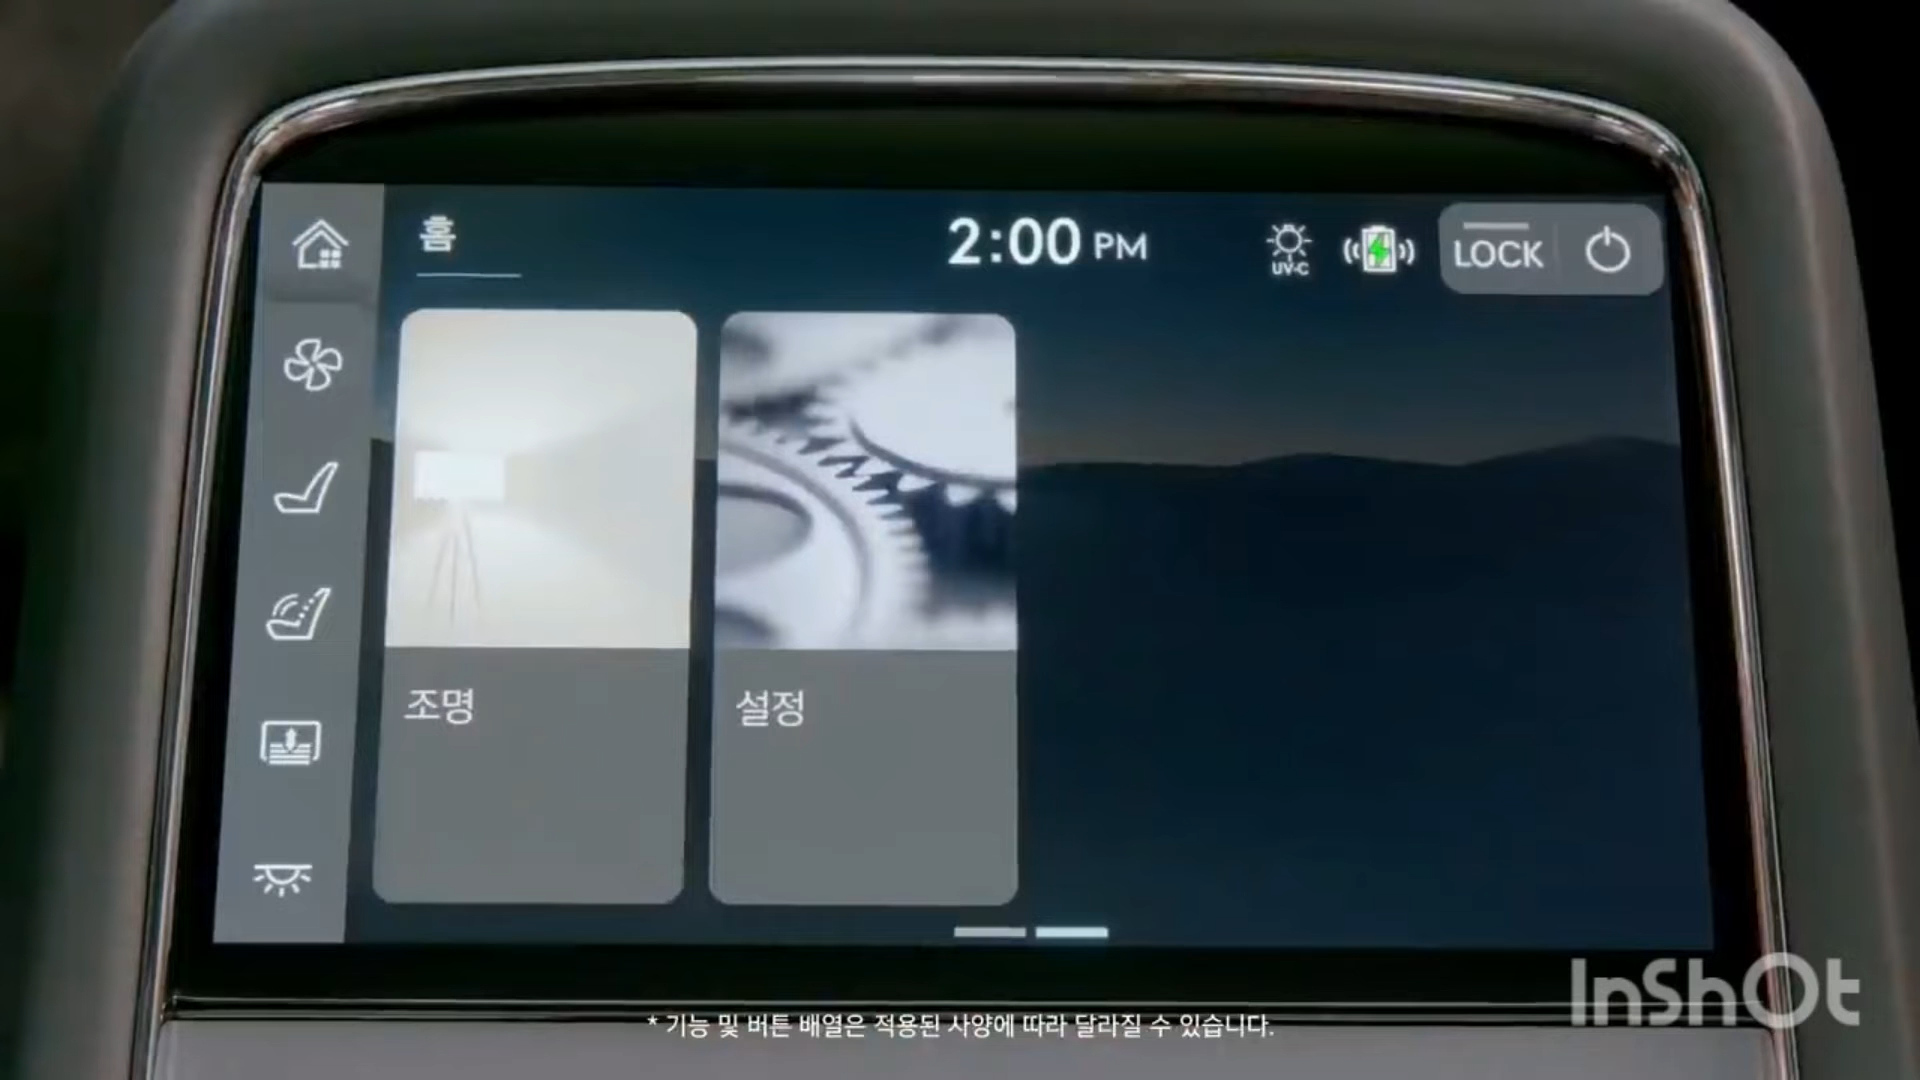 홈
2:00 PM
UV-C
LOCK
조명
설정
* 기능 및 버튼 배열은 적용된 사양에 따라 달라질 수 있습니다.
InShOt